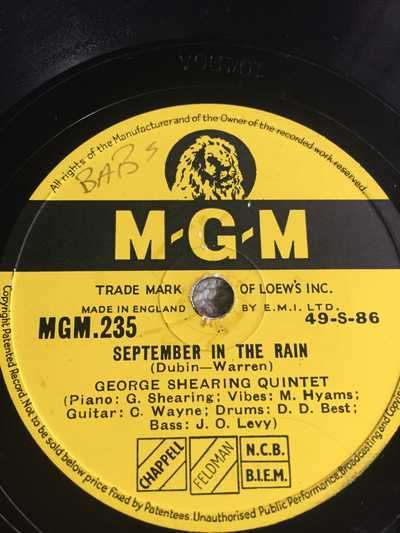 All rights of the Manufacturer and of the Owner of the recorded work reserved.
BABS
M-G-M
TRADE MARK OF LOEW'S INC.
MADE IN ENGLAND BY E.M.I. LTD.
MGM.235 49-S-86
SEPTEMBER IN THE RAIN
(Dubin—Warren)
GEORGE SHEARING QUINTET
(Piano: G. Shearing; Vibes: M. Hyams;
Guitar: C. Wayne; Drums: D. D. Best;
Bass: J. O. Levy)
CHAPPELL FELDMAN N.C.B.
B.I.E.M.
Copyright Patented Record. Not to be sold below price fixed by Patentees. Unauthorised Public Performance, Broadcasting and